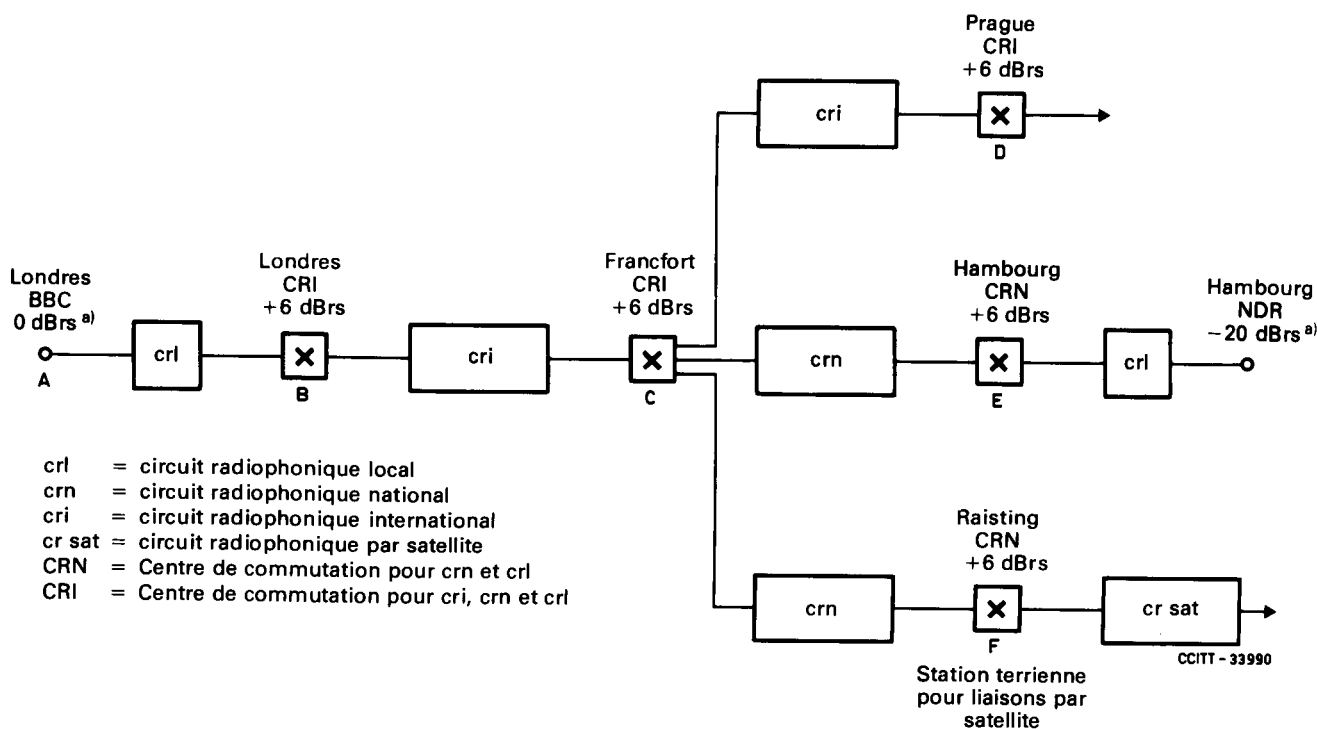 Prague
CRI
+6 dBrs
cri
D
Londres
BBC
0 dBrs a)
A
crl
Londres
CRI
+6 dBrs
B
cri
Francfort
CRI
+6 dBrs
C
crn
Hambourg
CRN
+6 dBrs
E
crl
Hambourg
NDR
−20 dBrs a)
crl = circuit radiophonique local
crn = circuit radiophonique national
cri = circuit radiophonique international
cr sat = circuit radiophonique par satellite
CRN = Centre de commutation pour crn et crl
CRI = Centre de commutation pour cri, crn et crl
crn
Raisting
CRN
+6 dBrs
F
cr sat
CCITT - 33990
Station terrienne
pour liaisons par
satellite